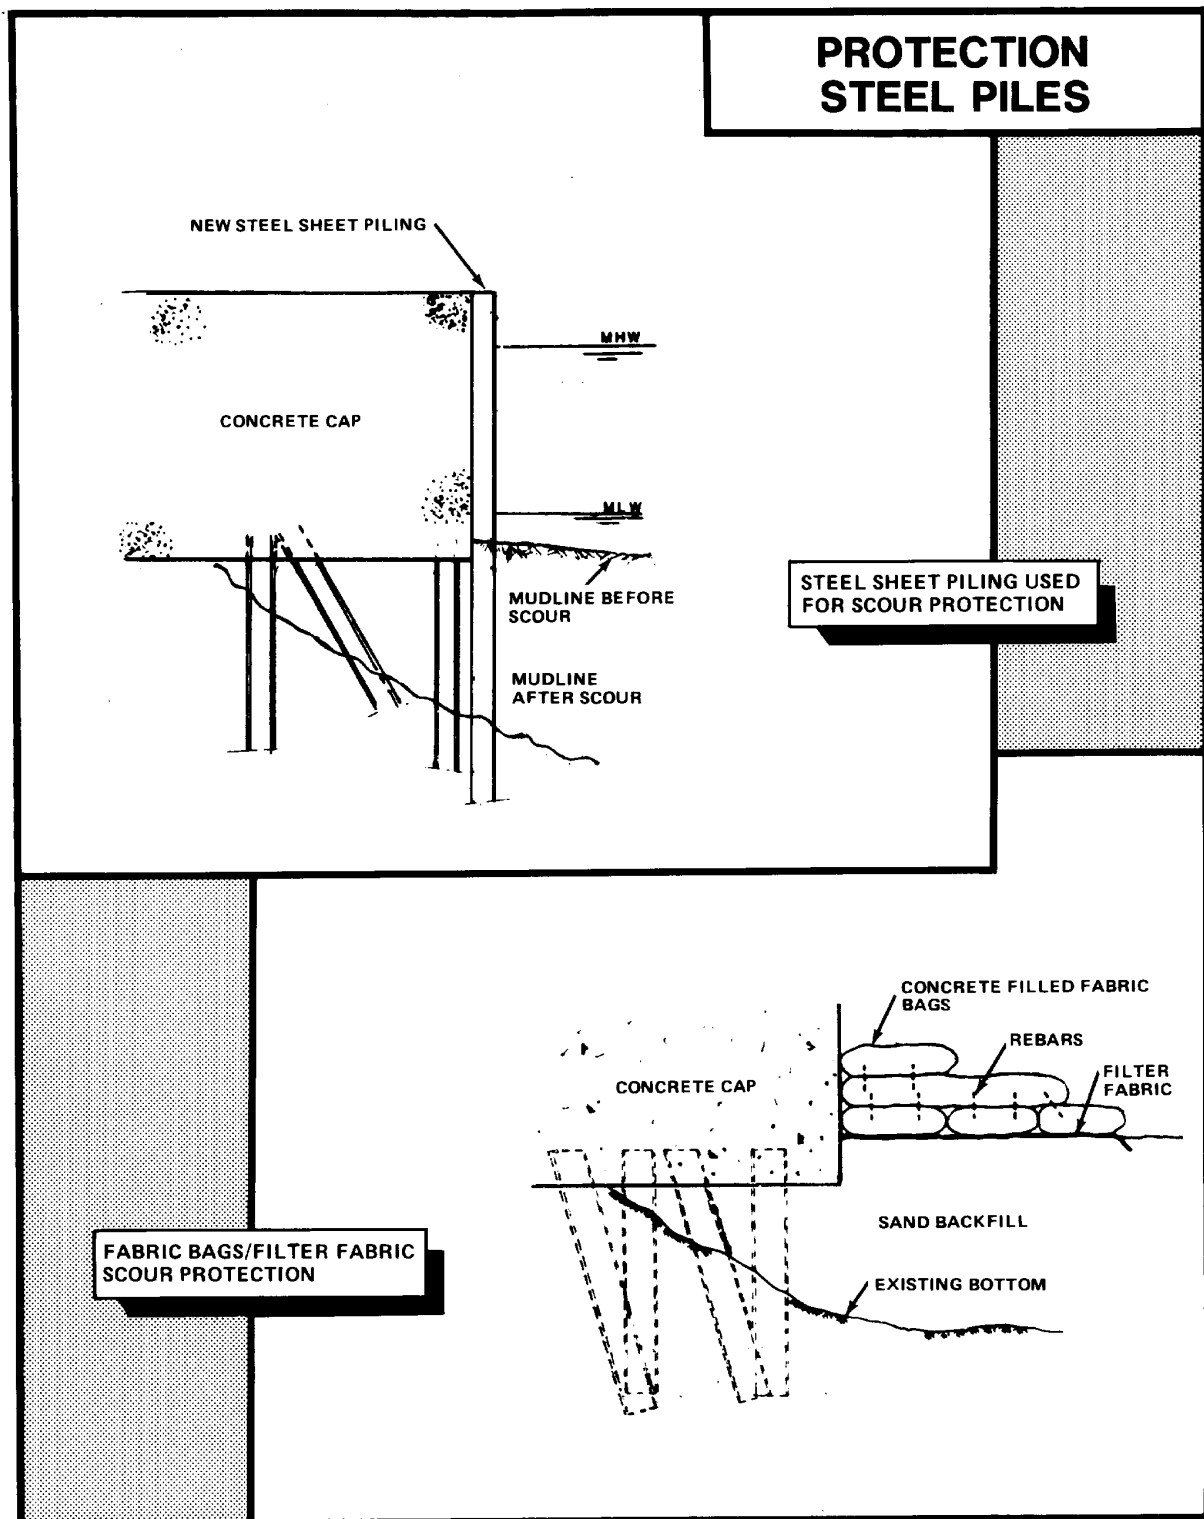 PROTECTION
STEEL PILES
NEW STEEL SHEET PILING
MHW
CONCRETE CAP
MLW
MUDLINE BEFORE
SCOUR
STEEL SHEET PILING USED
FOR SCOUR PROTECTION
MUDLINE
AFTER SCOUR
CONCRETE FILLED FABRIC
BAGS
REBARS
FILTER
FABRIC
CONCRETE CAP
SAND BACKFILL
FABRIC BAGS/FILTER FABRIC
SCOUR PROTECTION
EXISTING BOTTOM